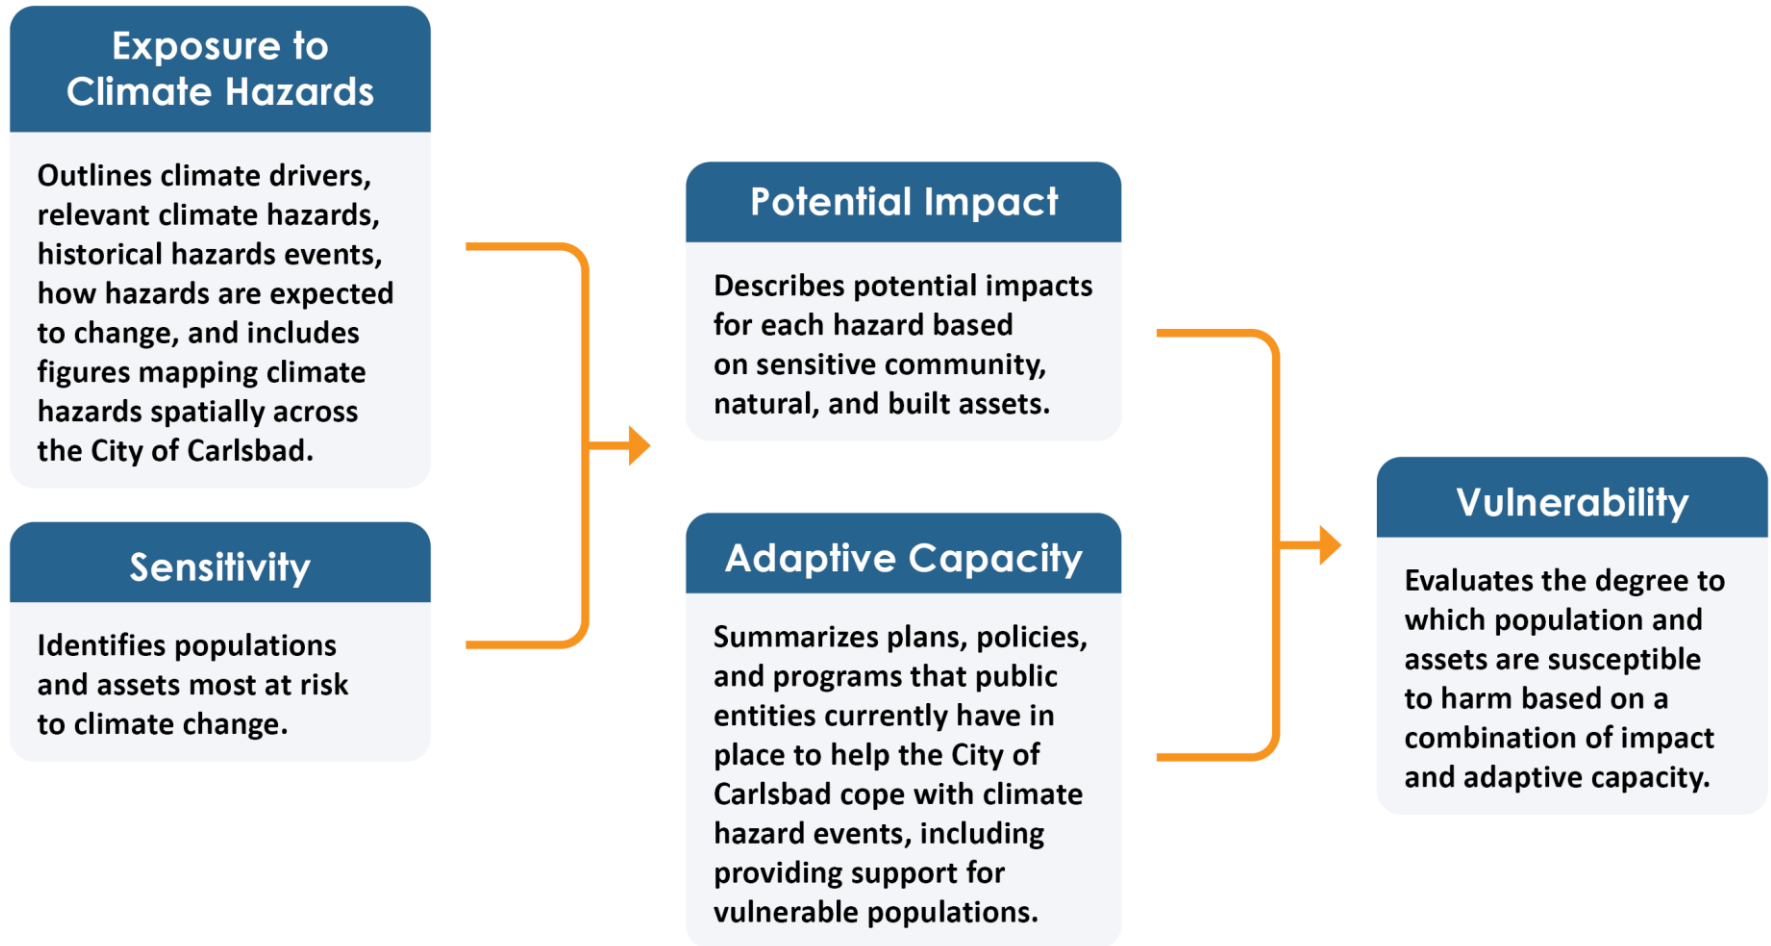 Exposure to
Climate Hazards
Outlines climate drivers,
relevant climate hazards,
historical hazards events,
how hazards are expected
to change, and includes
figures mapping climate
hazards spatially across
the City of Carlsbad.
Sensitivity
Identifies populations
and assets most at risk
to climate change.
Potential Impact
Describes potential impacts
for each hazard based
on sensitive community,
natural, and built assets.
Adaptive Capacity
Summarizes plans, policies,
and programs that public
entities currently have in
place to help the City of
Carlsbad cope with climate
hazard events, including
providing support for
vulnerable populations.
Vulnerability
Evaluates the degree to
which population and
assets are susceptible
to harm based on a
combination of impact
and adaptive capacity.